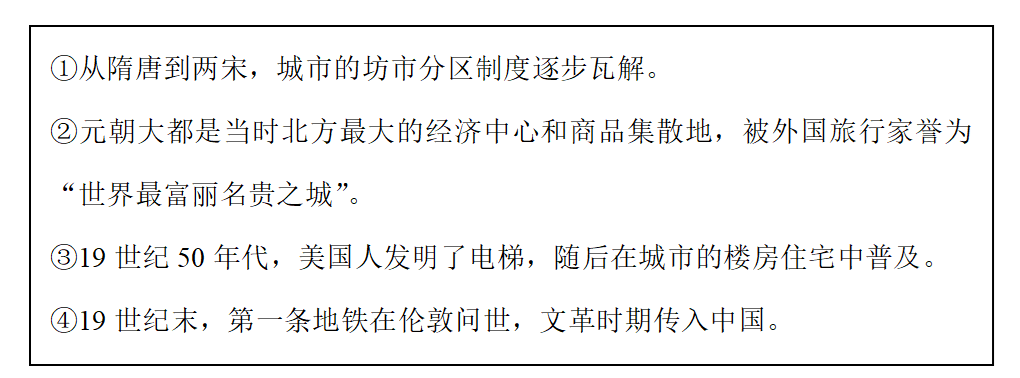 ①从隋唐到两宋，城市的坊市分区制度逐步瓦解。
②元朝大都是当时北方最大的经济中心和商品集散地，被外国旅行家誉为
“世界最富丽名贵之城”。
③19 世纪 50 年代，美国人发明了电梯，随后在城市的楼房住宅中普及。
④19 世纪末，第一条地铁在伦敦问世，文革时期传入中国。